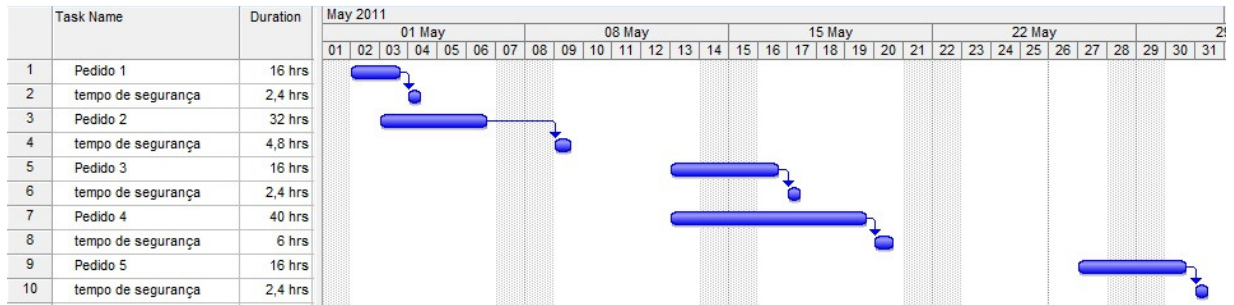 Task Name Duration May 2011
01 May 08 May 15 May 22 May 29
01 02 03 04 05 06 07 08 09 10 11 12 13 14 15 16 17 18 19 20 21 22 23 24 25 26 27 28 29 30 31
1 Pedido 1 16 hrs
2 tempo de segurança 2,4 hrs
3 Pedido 2 32 hrs
4 tempo de segurança 4,8 hrs
5 Pedido 3 16 hrs
6 tempo de segurança 2,4 hrs
7 Pedido 4 40 hrs
8 tempo de segurança 6 hrs
9 Pedido 5 16 hrs
10 tempo de segurança 2,4 hrs